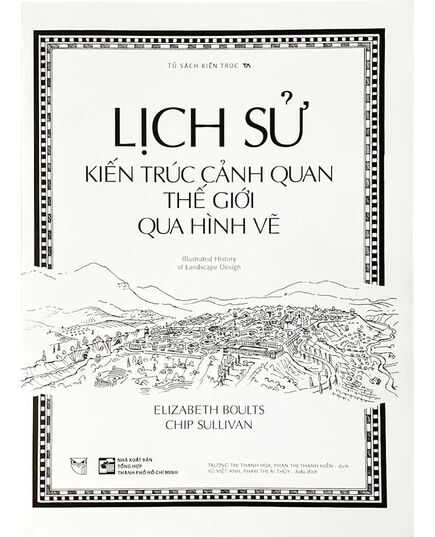 TỦ SÁCH KIẾN TRÚC TA
LỊCH SỬ
KIẾN TRÚC CẢNH QUAN
THẾ GIỚI
QUA HÌNH VẼ
Illustrated History
of Landscape Design
ELIZABETH BOULTS
CHIP SULLIVAN
NHÀ XUẤT BẢN
TỔNG HỢP
THÀNH PHỐ HỒ CHÍ MINH
TRƯƠNG THỊ THANH HÒA, PHAN THỊ THANH HIỀN - dịch
VŨ VIỆT ANH, PHẠM THỊ ÁI THỦY - hiệu đính